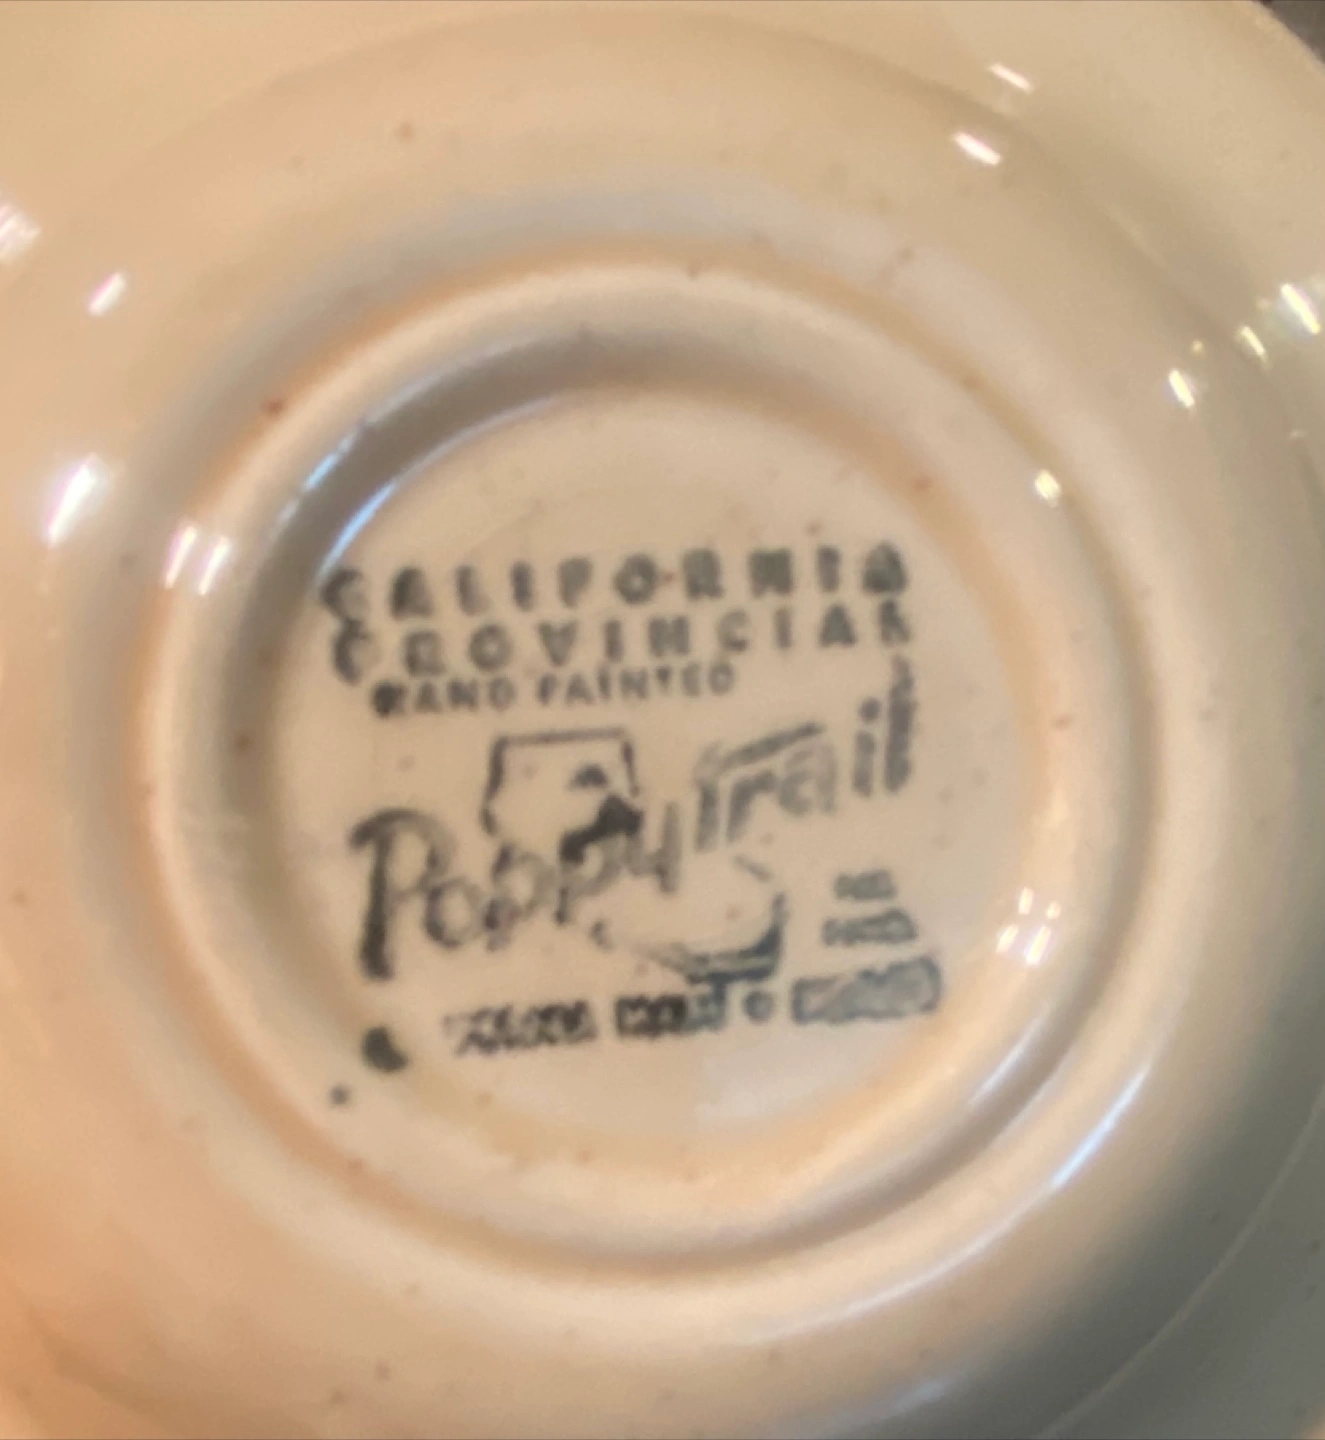 CALIFORNIA
PROVINCIAL
HAND PAINTED
Poppytrail